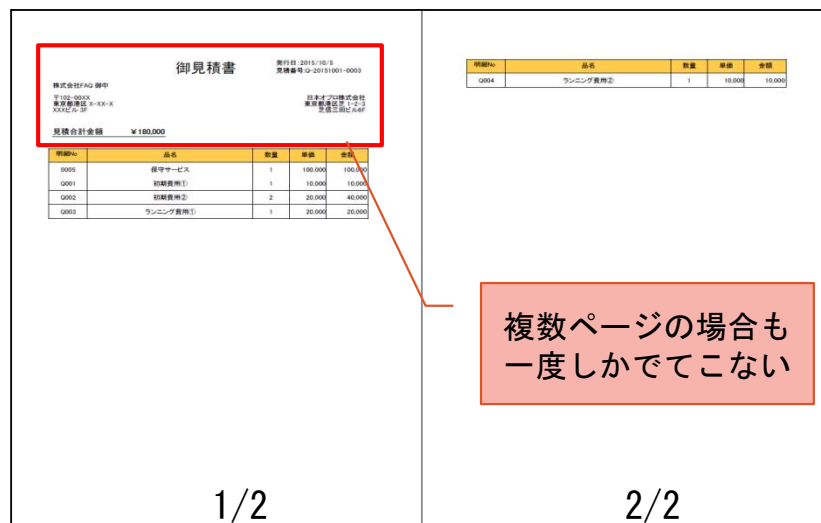 御見積書
発行日:2015/10/5
見積番号:Q-20151001-0003
株式会社FAQ 御中
〒102-00XX
東京都港区 X-XX-X
XXXビル 3F
日本オプロ株式会社
東京都港区芝 1-2-3
芝信三田ビル6F
見積合計金額 ￥180,000
明細No 品名 数量 単価 金額
0005 保守サービス 1 100,000 100,000
Q001 初期費用① 1 10,000 10,000
Q002 初期費用② 2 20,000 40,000
Q003 ランニング費用① 1 20,000 20,000
1/2
明細No 品名 数量 単価 金額
Q004 ランニング費用② 1 10,000 10,000
複数ページの場合も
一度しかでてこない
2/2